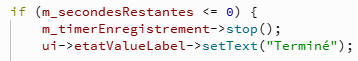 if (m_secondesRestantes <= 0) {
m_timerEnregistrement->stop();
ui->etatValueLabel->setText("Terminé");